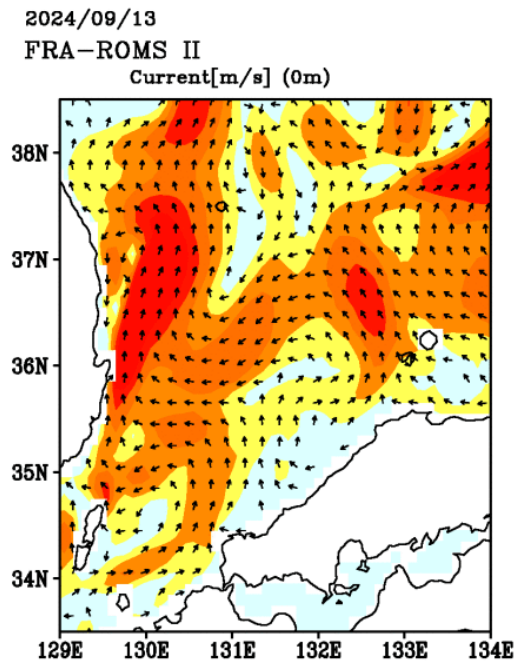 2024/09/13
FRA-ROMS II
Current[m/s] (0m)
38N
37N
36N
35N
34N
129E 130E 131E 132E 133E 134E